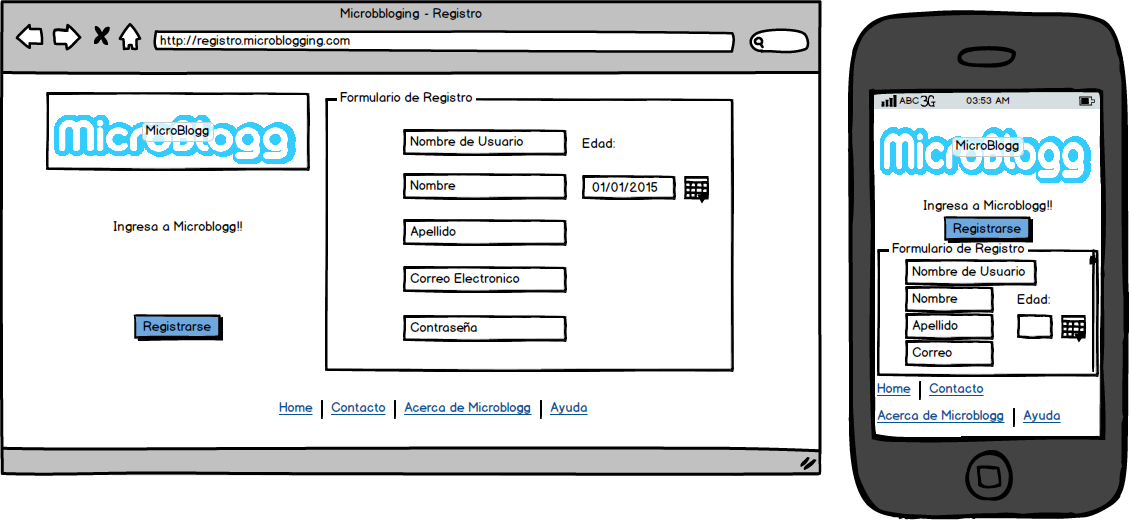 Microbbloging - Registro
http://registro.microblogging.com
MicroBlogg
MicroBlogg
Ingresa a Microblogg!!
Registrarse
Formulario de Registro
Nombre de Usuario
Edad:
Nombre
01/01/2015
Apellido
Correo Electronico
Contraseña
Home
Contacto
Acerca de Microblogg
Ayuda
ABC 3G
03:53 AM
MicroBlogg
MicroBlogg
Ingresa a Microblogg!!
Registrarse
Formulario de Registro
Nombre de Usuario
Nombre
Edad:
Apellido
Correo
Home
Contacto
Acerca de Microblogg
Ayuda